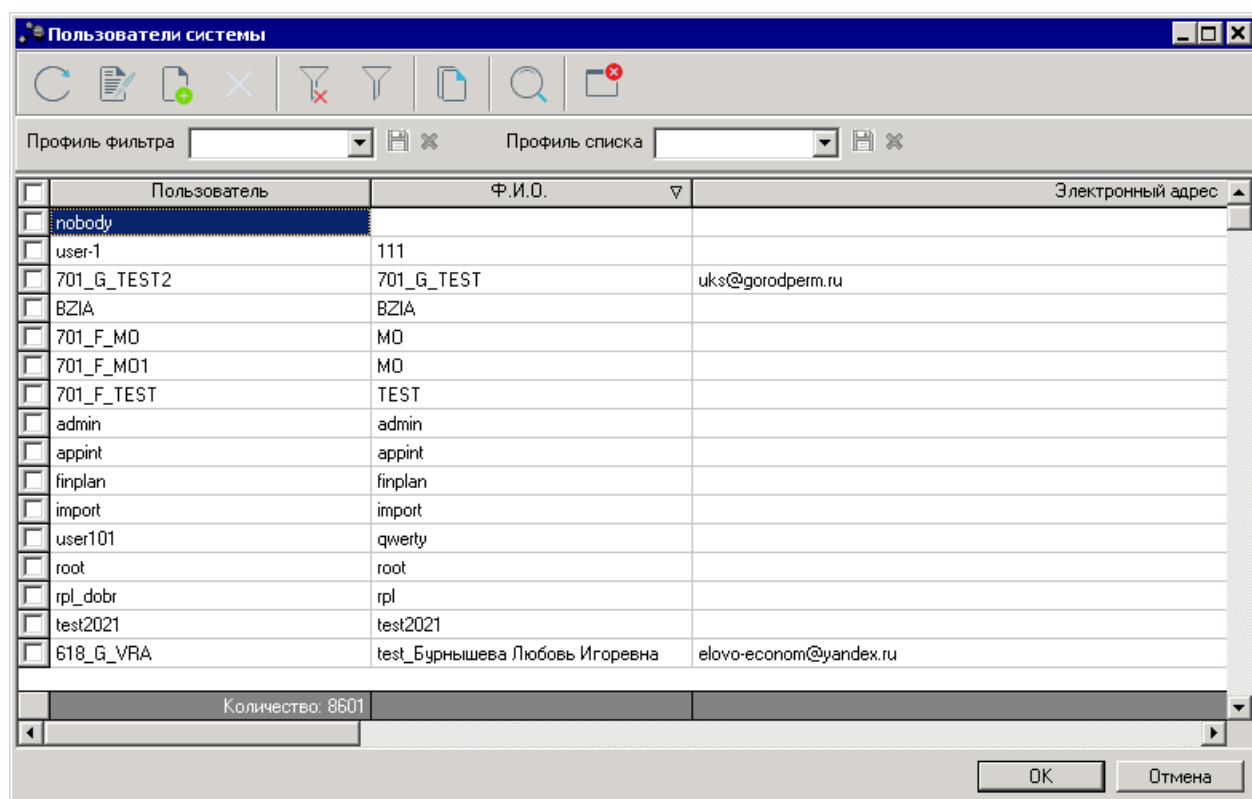 Пользователи системы
Профиль фильтра Профиль списка
Пользователь Ф.И.О. Электронный адрес
nobody
user-1 111
701_G_TEST2 701_G_TEST uks@gorodperm.ru
BZIA BZIA
701_F_MO MO
701_F_MO1 MO
701_F_TEST TEST
admin admin
appint appint
finplan finplan
import import
user101 qwerty
root root
rpl_dobr rpl
test2021 test2021
618_G_VRA test_Бурнышева Любовь Игоревна elovo-econom@yandex.ru
Количество: 8601
OK Отмена